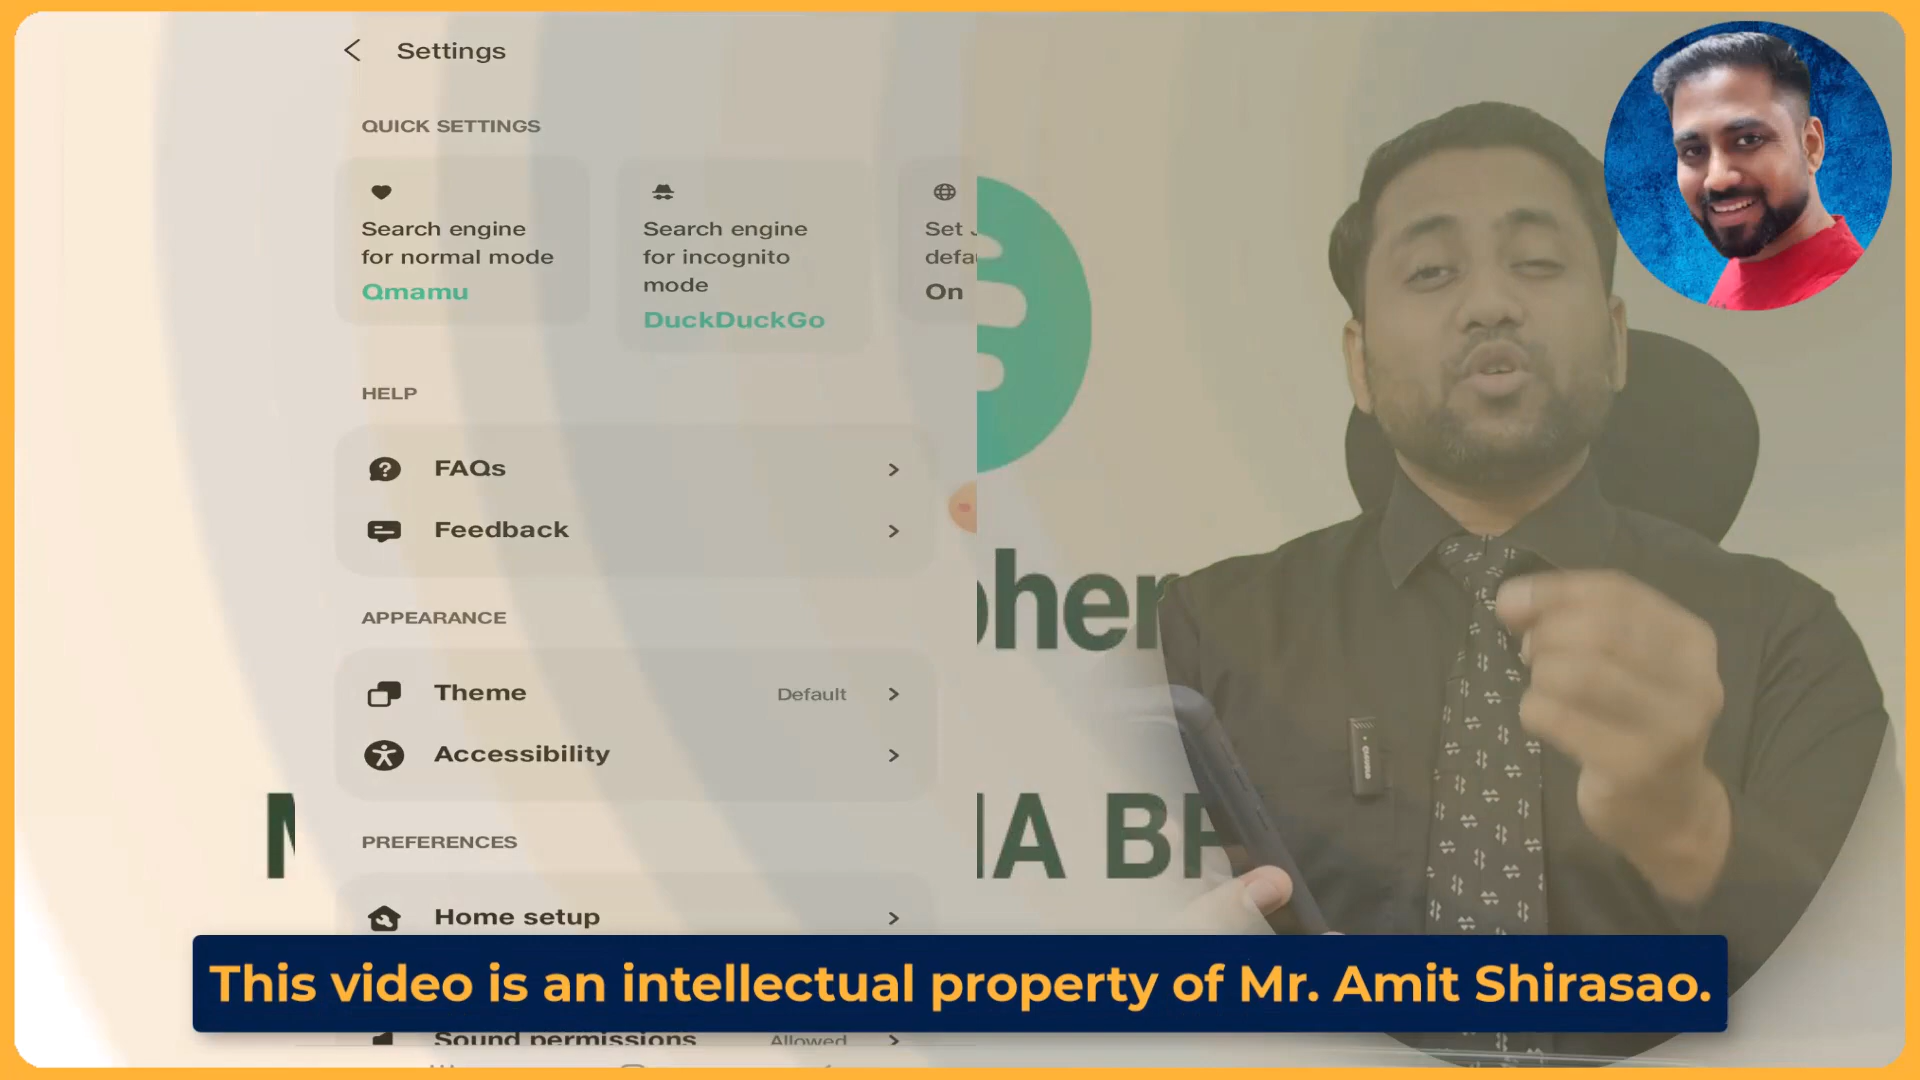 Settings
QUICK SETTINGS
Search engine
for normal mode
Qmamu
Search engine
for incognito
mode
DuckDuckGo
Set
On
HELP
FAQs
Feedback
APPEARANCE
Theme
Default
Accessibility
PREFERENCES
Home setup
This video is an intellectual property of Mr. Amit Shirasao.
Sound permissions
Allowed